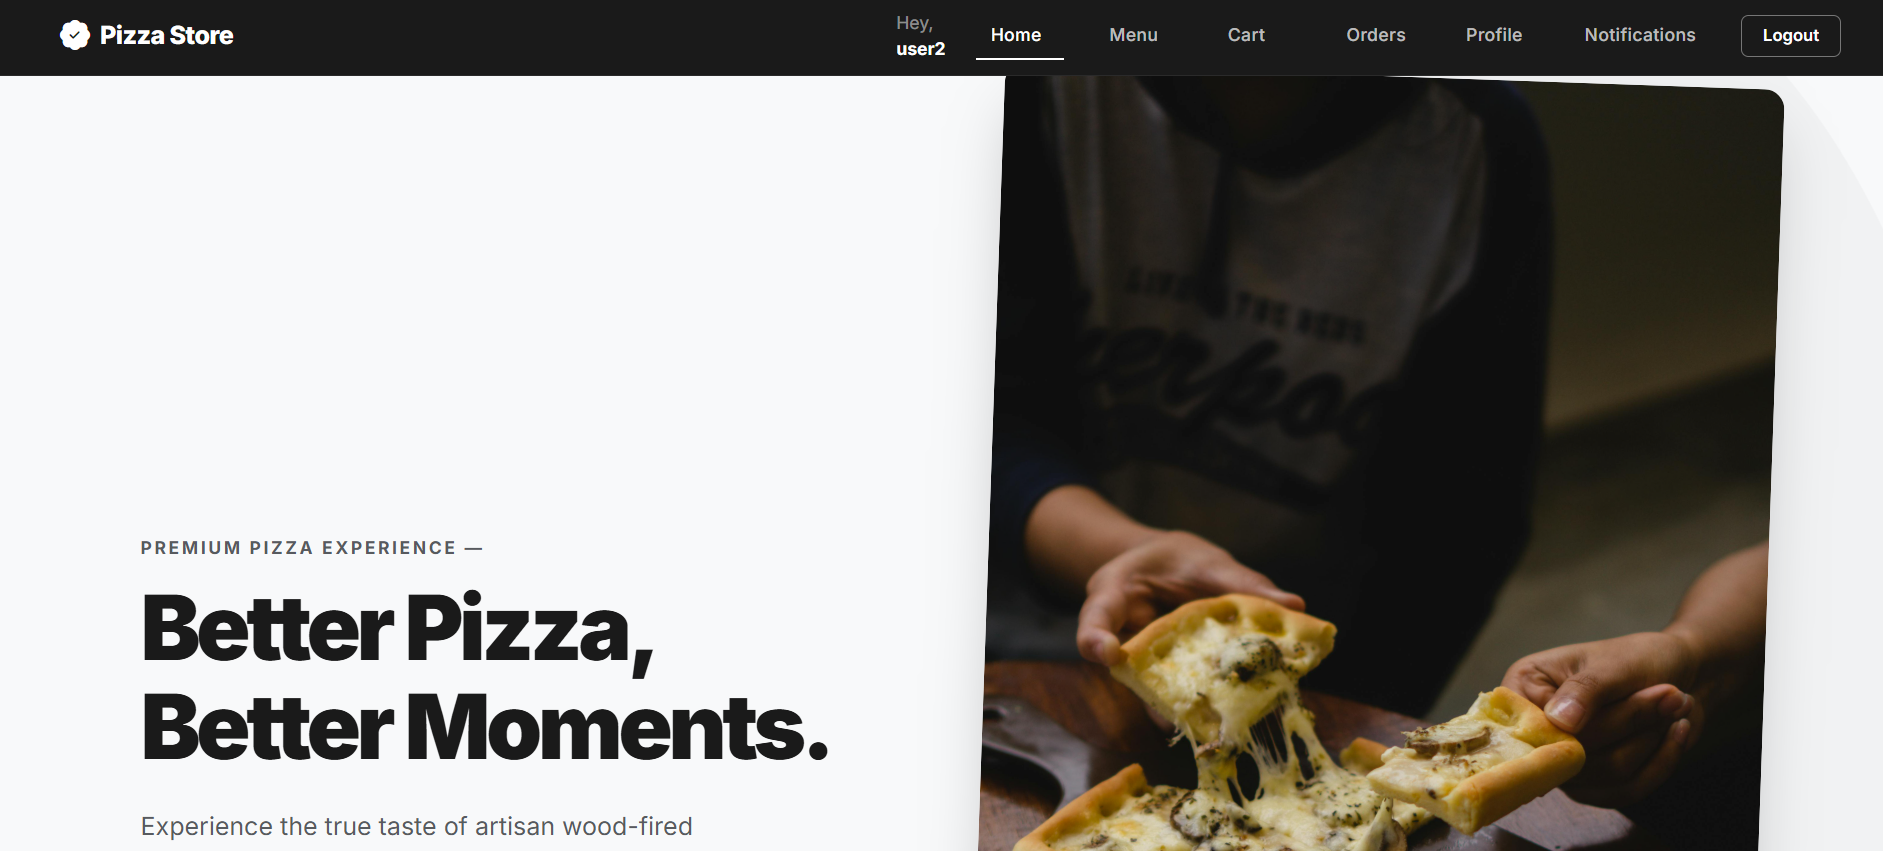 Pizza Store
Hey,
user2
Home
Menu
Cart
Orders
Profile
Notifications
Logout
PREMIUM PIZZA EXPERIENCE —
Better Pizza,
Better Moments.
Experience the true taste of artisan wood-fired